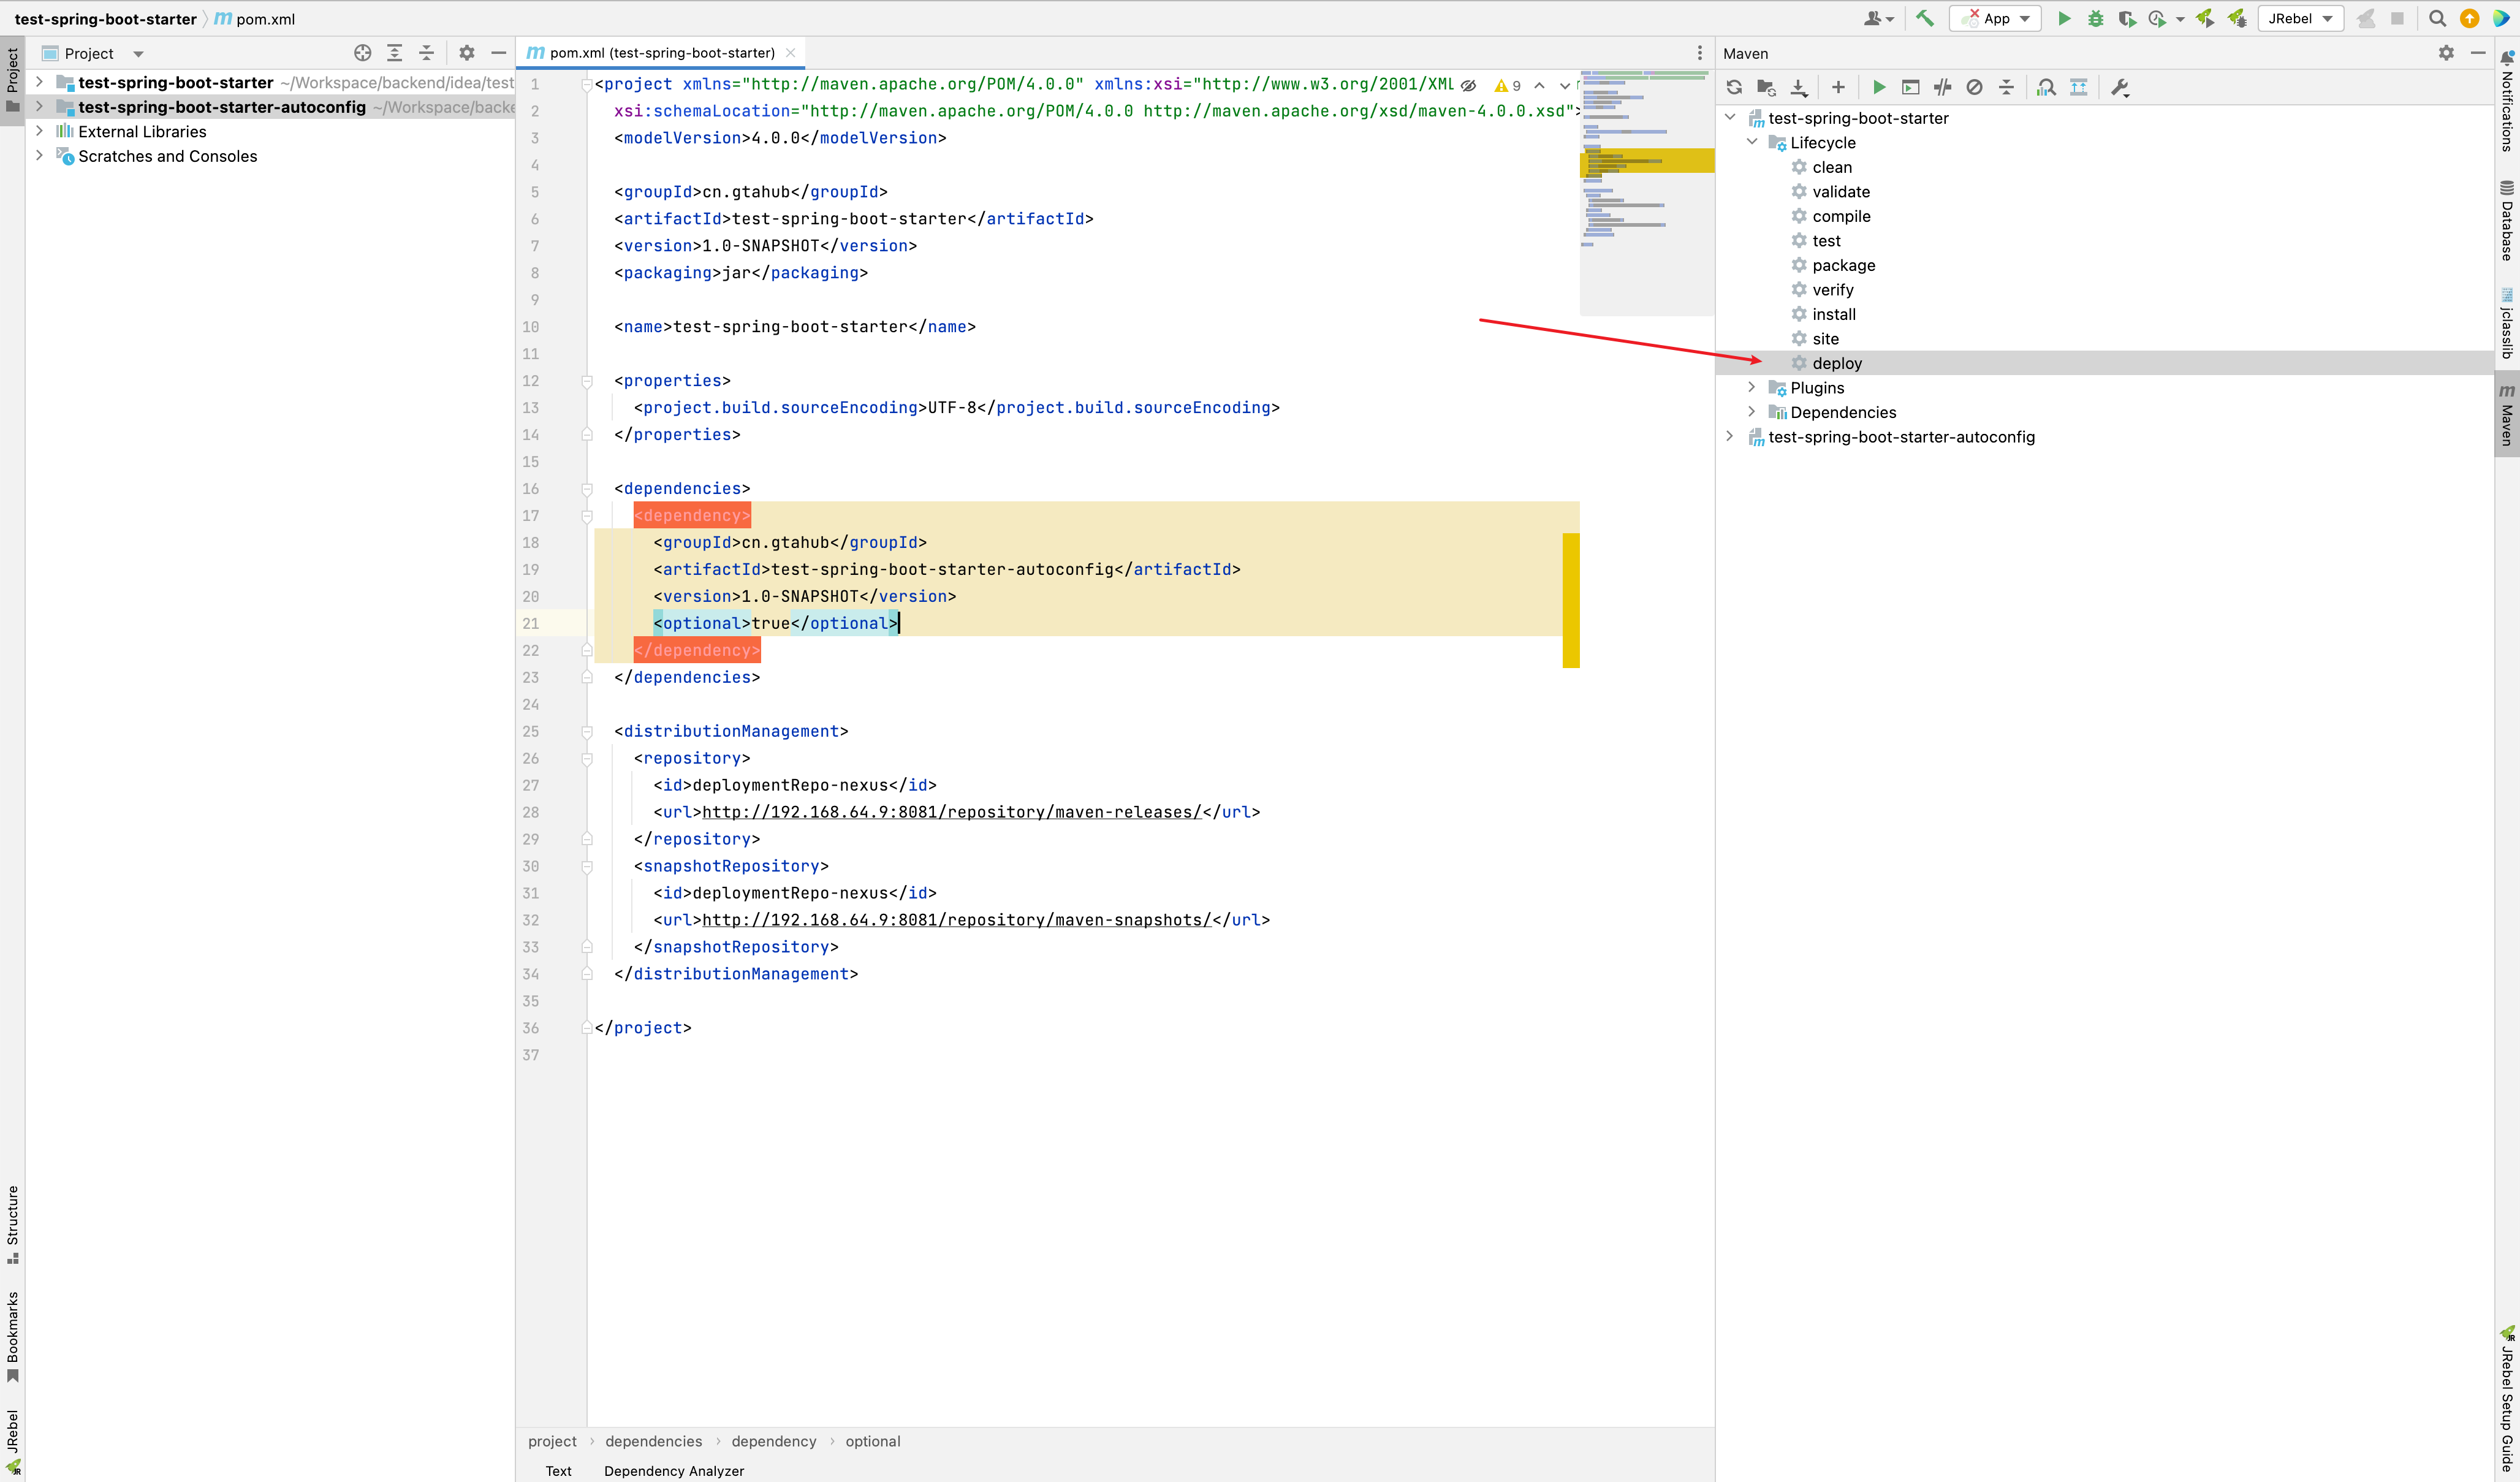 test-spring-boot-starter
pom.xml
App
JRebel
Project
pom.xml (test-spring-boot-starter)
Maven
Project
test-spring-boot-starter ~/Workspace/backend/idea/test
test-spring-boot-starter-autoconfig ~/Workspace/backe
External Libraries
Scratches and Consoles
Structure
Bookmarks
JRebel
9
1 <project xmlns="http://maven.apache.org/POM/4.0.0" xmlns:xsi="http://www.w3.org/2001/XML
2 xsi:schemaLocation="http://maven.apache.org/POM/4.0.0 http://maven.apache.org/xsd/maven-4.0.0.xsd">
3 <modelVersion>4.0.0</modelVersion>
4
5 <groupId>cn.gtahub</groupId>
6 <artifactId>test-spring-boot-starter</artifactId>
7 <version>1.0-SNAPSHOT</version>
8 <packaging>jar</packaging>
9
10 <name>test-spring-boot-starter</name>
11
12 <properties>
13 <project.build.sourceEncoding>UTF-8</project.build.sourceEncoding>
14 </properties>
15
16 <dependencies>
17 <dependency>
18 <groupId>cn.gtahub</groupId>
19 <artifactId>test-spring-boot-starter-autoconfig</artifactId>
20 <version>1.0-SNAPSHOT</version>
21 <optional>true</optional>
22 </dependency>
23 </dependencies>
24
25 <distributionManagement>
26 <repository>
27 <id>deploymentRepo-nexus</id>
28 <url>http://192.168.64.9:8081/repository/maven-releases/</url>
29 </repository>
30 <snapshotRepository>
31 <id>deploymentRepo-nexus</id>
32 <url>http://192.168.64.9:8081/repository/maven-snapshots/</url>
33 </snapshotRepository>
34 </distributionManagement>
35
36 </project>
37
project
dependencies
dependency
optional
Text
Dependency Analyzer
test-spring-boot-starter
Lifecycle
clean
validate
compile
test
package
verify
install
site
deploy
Plugins
Dependencies
test-spring-boot-starter-autoconfig
Notifications
Database
jclasslib
Maven
JRebel Setup Guide